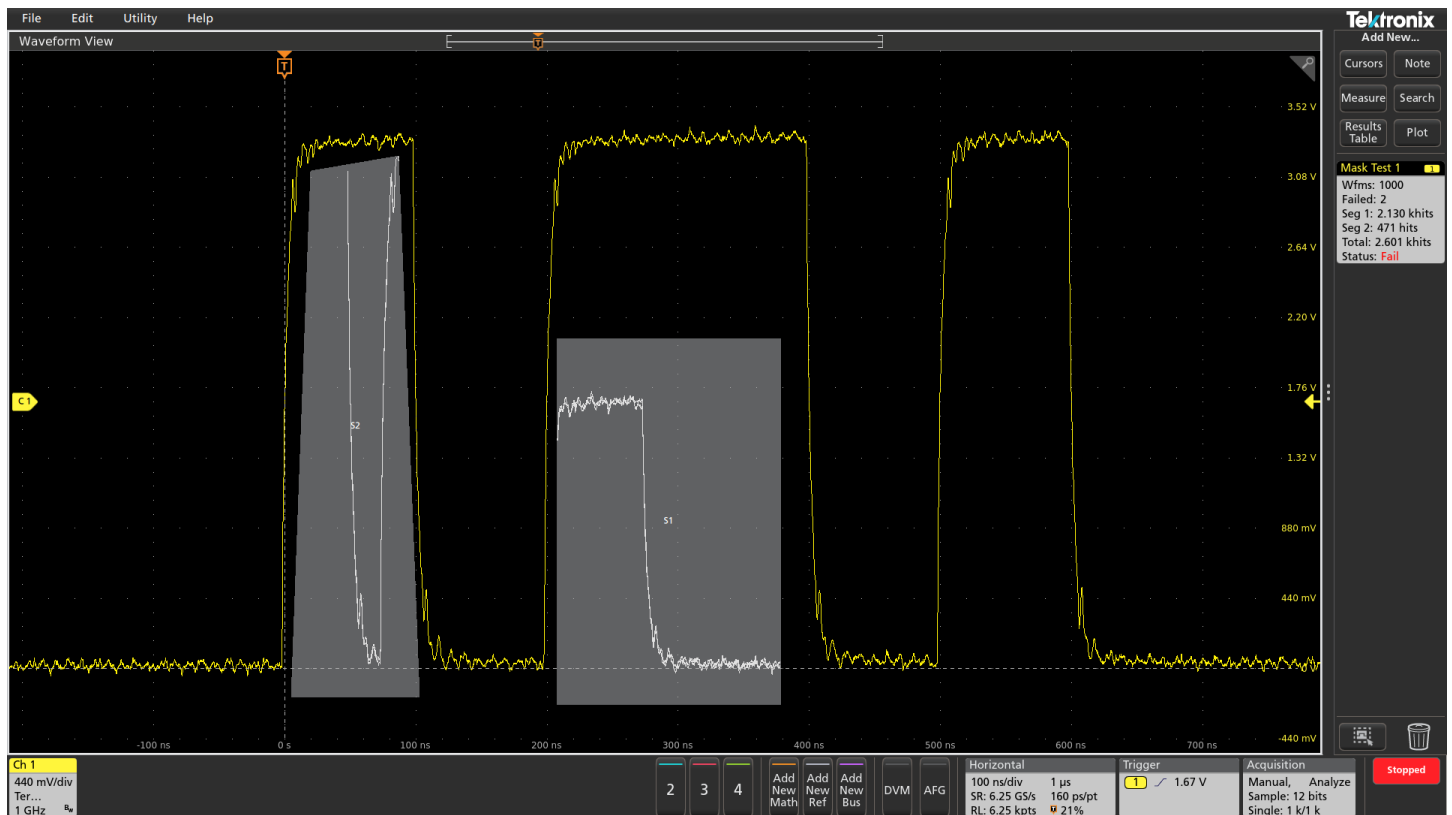 File Edit Utility Help
Tektronix
Waveform View
Add New...
T
T
Cursors Note
Measure Search
Results Table Plot
Mask Test 1 1
Wfms: 1000
Failed: 2
Seg 1: 2.130 khits
Seg 2: 471 hits
Total: 2.601 khits
Status: Fail
3.52 V
3.08 V
2.64 V
2.20 V
1.76 V
1.32 V
880 mV
440 mV
-440 mV
C 1
S2
S1
-100 ns 0 s 100 ns 200 ns 300 ns 400 ns 500 ns 600 ns 700 ns
Ch 1
440 mV/div
Ter...
1 GHz Bw
2 3 4
Add New Math
Add New Ref
Add New Bus
DVM AFG
Horizontal
100 ns/div 1 µs
SR: 6.25 GS/s 160 ps/pt
RL: 6.25 kpts T 21%
Trigger
1 1.67 V
Acquisition
Manual, Analyze
Sample: 12 bits
Single: 1 k/1 k
Stopped